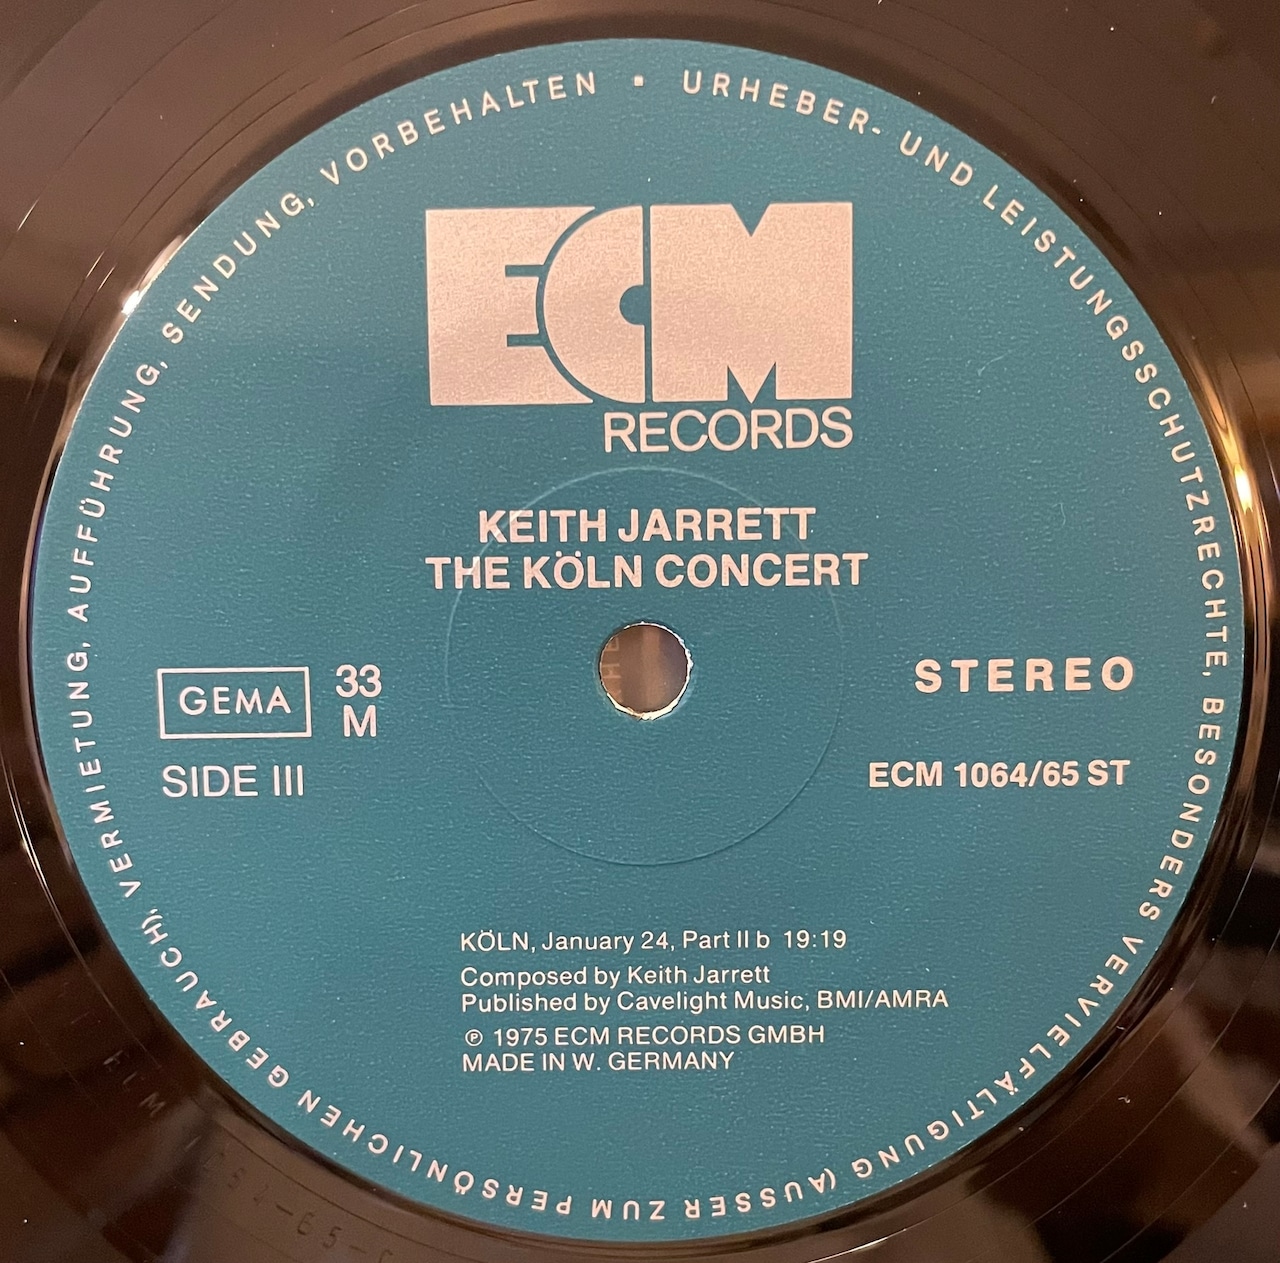 URHEBER- UND LEISTUNGSSCHUTZRECHTE, BESONDERS VERVIELFÄLTIGUNG (AUSSER ZUM PERSÖNLICHEN GEBRAUCH), VERMIETUNG, AUFFÜHRUNG, SENDUNG, VORBEHALTEN •
ECM
RECORDS
KEITH JARRETT
THE KÖLN CONCERT
GEMA 33 M
STEREO
SIDE III
ECM 1064/65 ST
KÖLN, January 24, Part II b 19:19
Composed by Keith Jarrett
Published by Cavelight Music, BMI/AMRA
℗ 1975 ECM RECORDS GMBH
MADE IN W. GERMANY